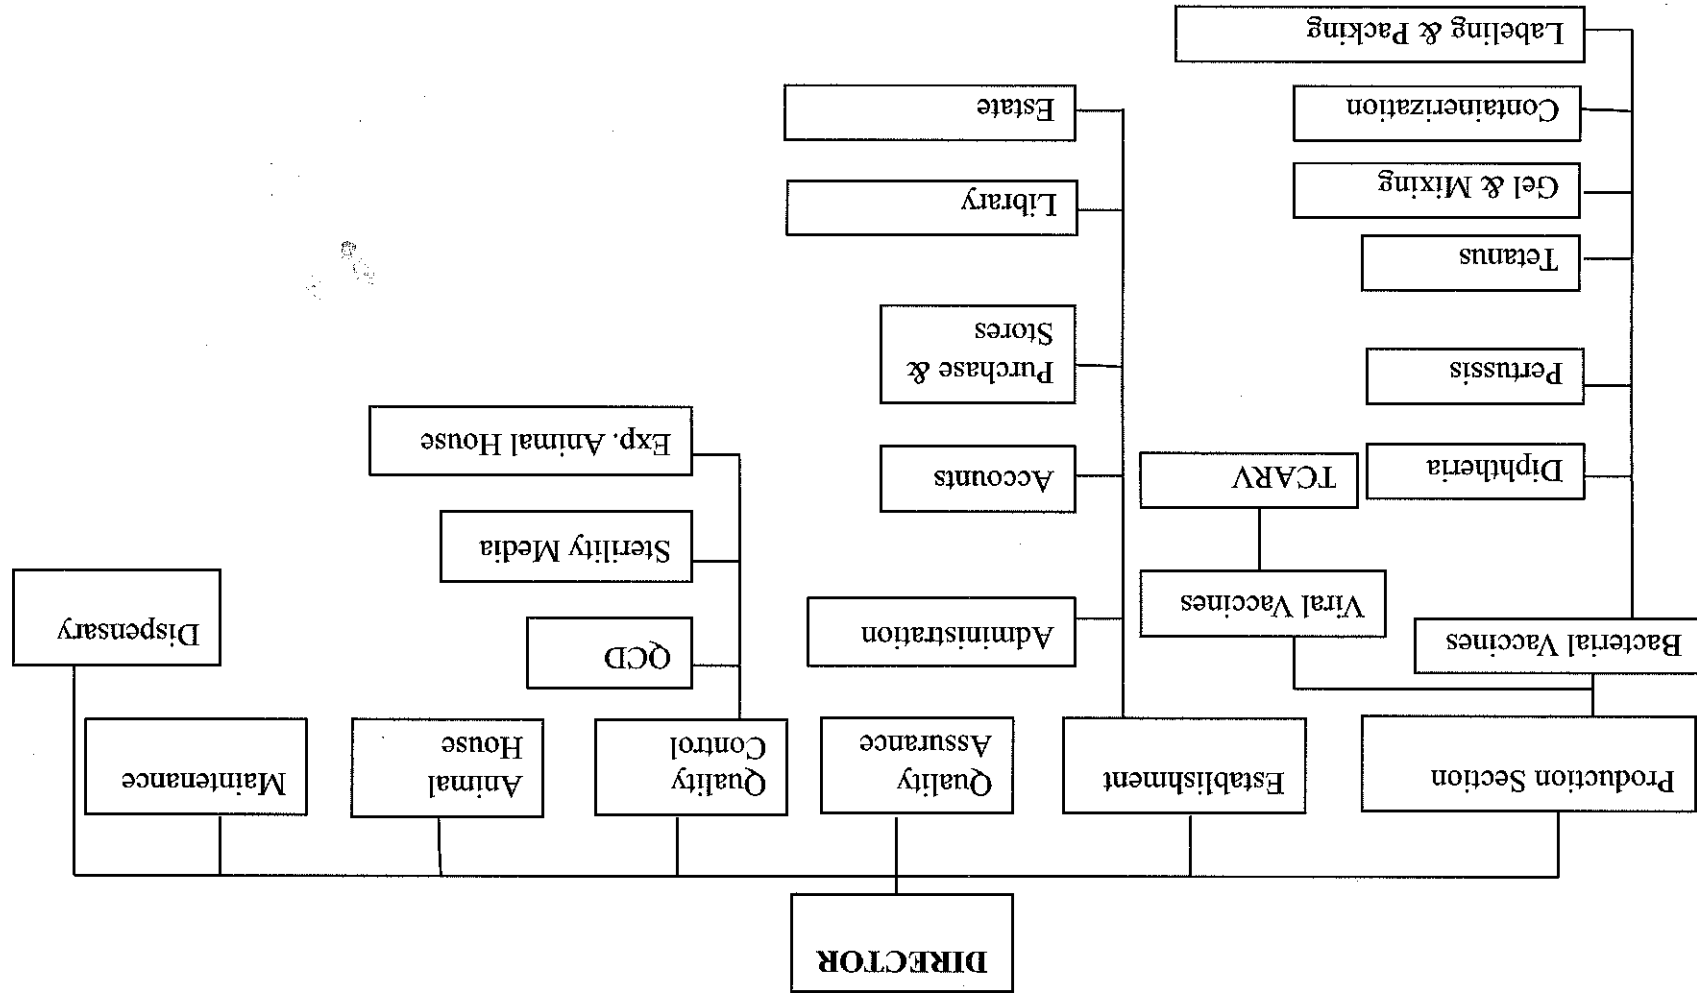 DIRECTOR
Production Section
Establishment
Quality
Assurance
Quality
Control
Animal
House
Maintenance
Dispensary
Bacterial Vaccines
Viral Vaccines
TCARV
Diphtheria
Pertussis
Tetanus
Gel & Mixing
Containerization
Labeling & Packing
Administration
Accounts
Purchase &
Stores
Library
Estate
QCD
Sterility Media
Exp. Animal House